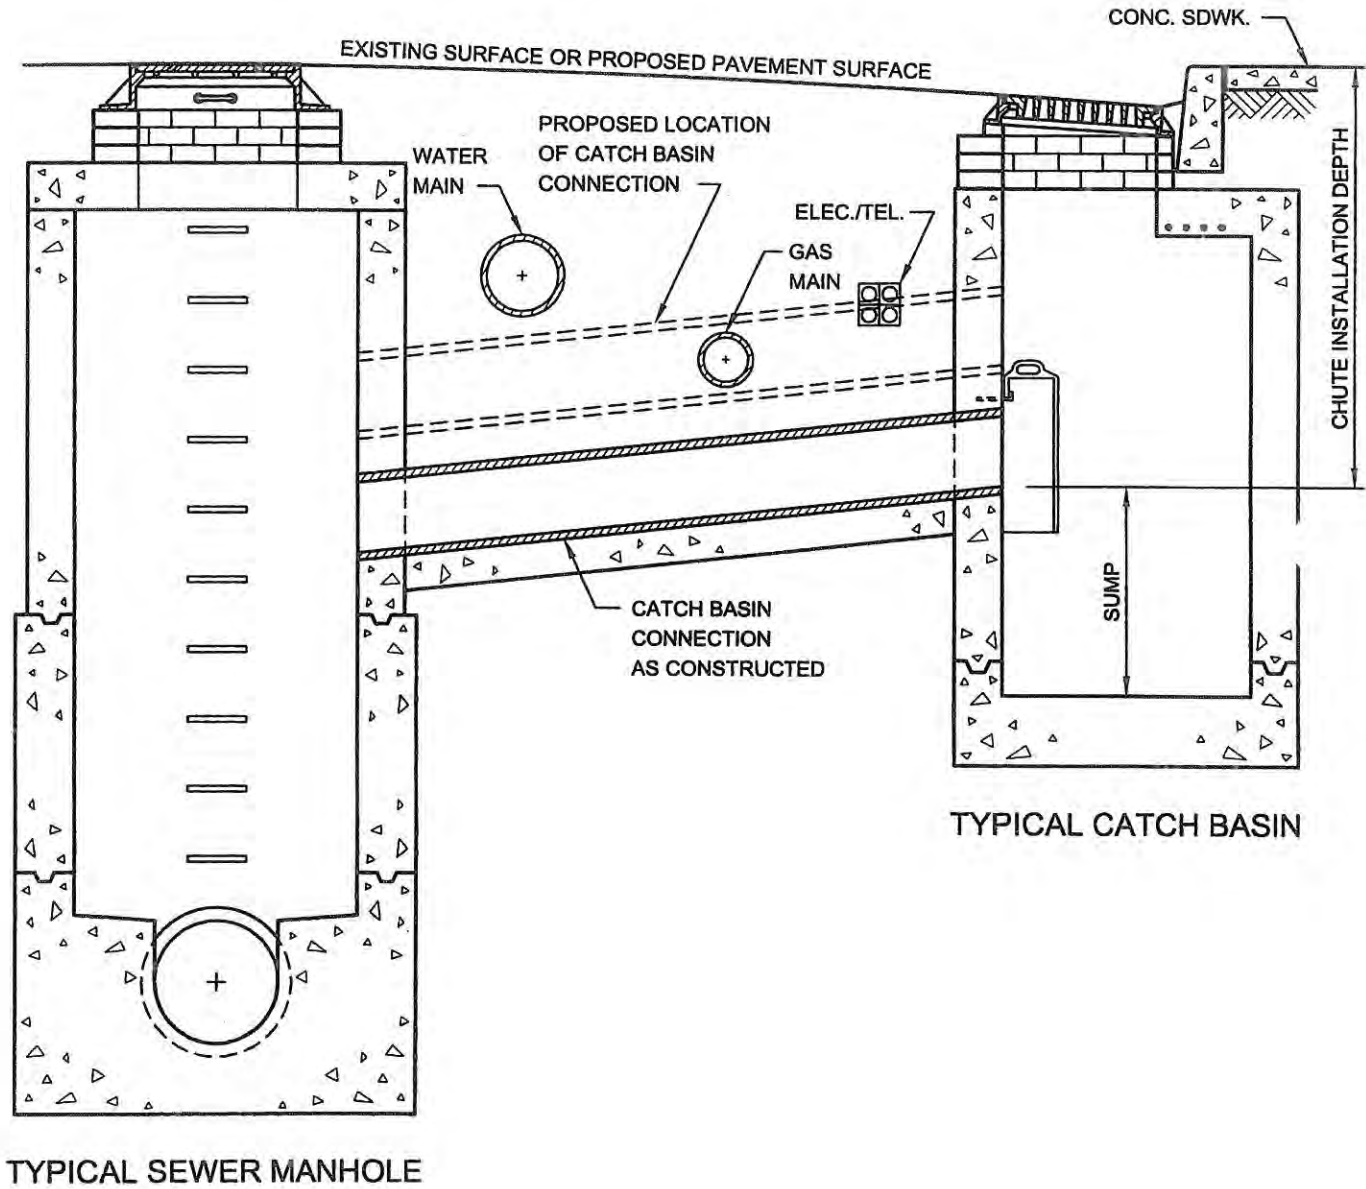 CONC. SDWK.
EXISTING SURFACE OR PROPOSED PAVEMENT SURFACE
PROPOSED LOCATION
OF CATCH BASIN
CONNECTION
WATER
MAIN
ELEC./TEL.
GAS
MAIN
CHUTE INSTALLATION DEPTH
SUMP
CATCH BASIN
CONNECTION
AS CONSTRUCTED
TYPICAL CATCH BASIN
TYPICAL SEWER MANHOLE